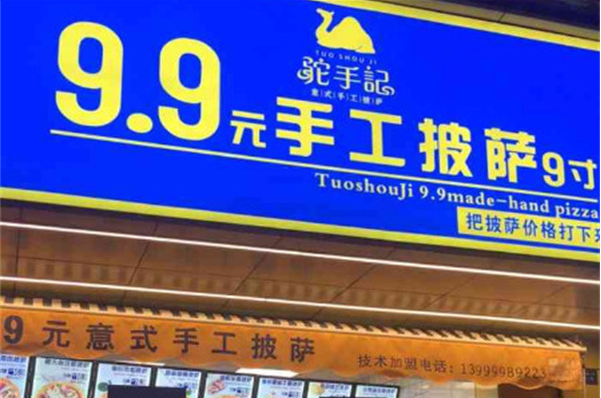 TUO SHOU JI
驼手記
意式手工披萨
9.9元手工披萨9寸
TuoshouJi 9.9made-hand pizza
把披萨价格打下来
9元意式手工披萨
技术加盟电话：13999989223